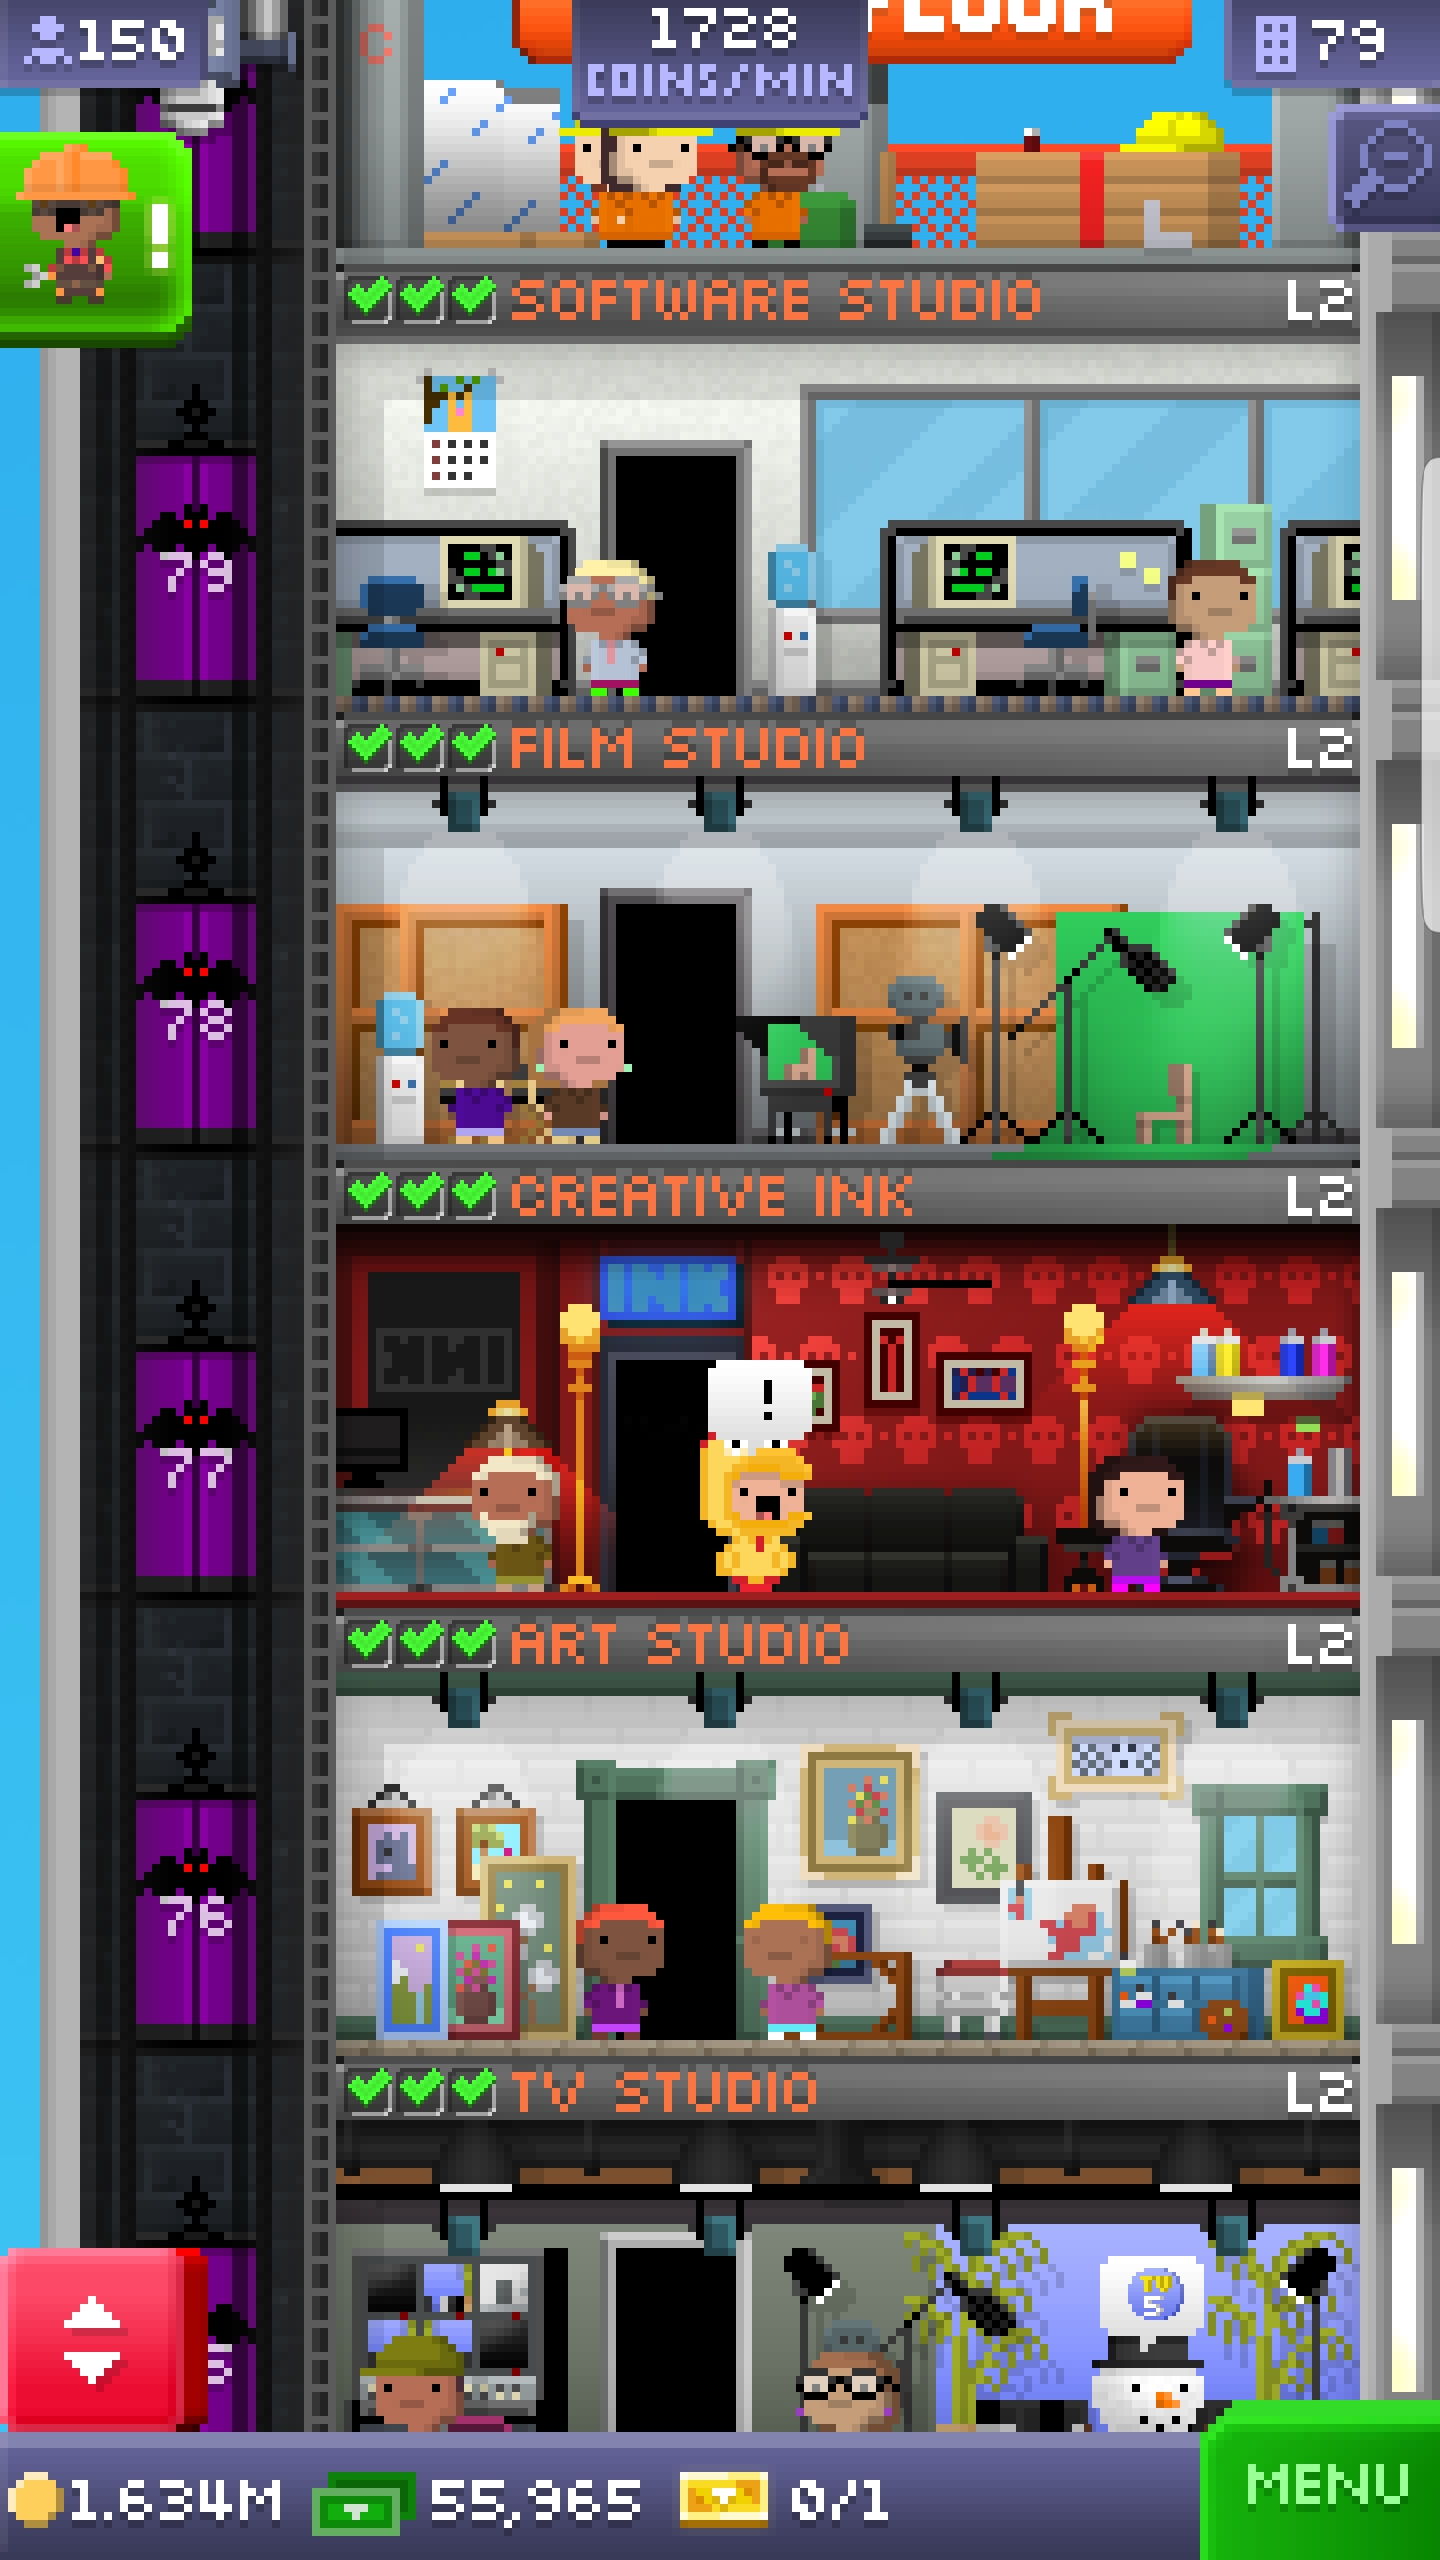 150
1728
COINS/MIN
FLOOR
79
!
SOFTWARE STUDIO L2
79
FILM STUDIO L2
78
CREATIVE INK L2
INK
!
77
ART STUDIO L2
76
TV STUDIO L2
TV
5
1.634M
55,965
0/1
MENU